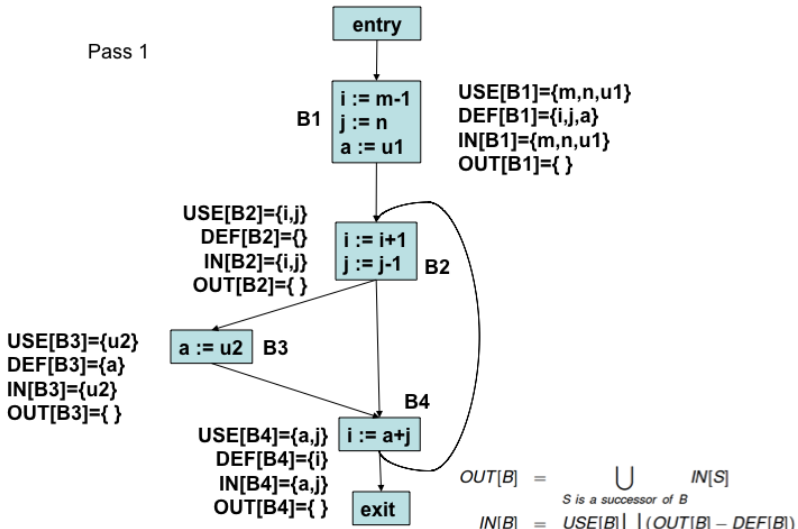 entry
Pass 1
i := m-1
j := n
a := u1
B1
USE[B1]={m,n,u1}
DEF[B1]={i,j,a}
IN[B1]={m,n,u1}
OUT[B1]={ }
USE[B2]={i,j}
DEF[B2]={}
IN[B2]={i,j}
OUT[B2]={ }
i := i+1
j := j-1
B2
USE[B3]={u2}
DEF[B3]={a}
IN[B3]={u2}
OUT[B3]={ }
a := u2
B3
B4
i := a+j
USE[B4]={a,j}
DEF[B4]={i}
IN[B4]={a,j}
OUT[B4]={ }
exit
OUT[B] = ⋃ IN[S]
S is a successor of B
IN[B] = USE[B] ⋃ (OUT[B] − DEF[B])